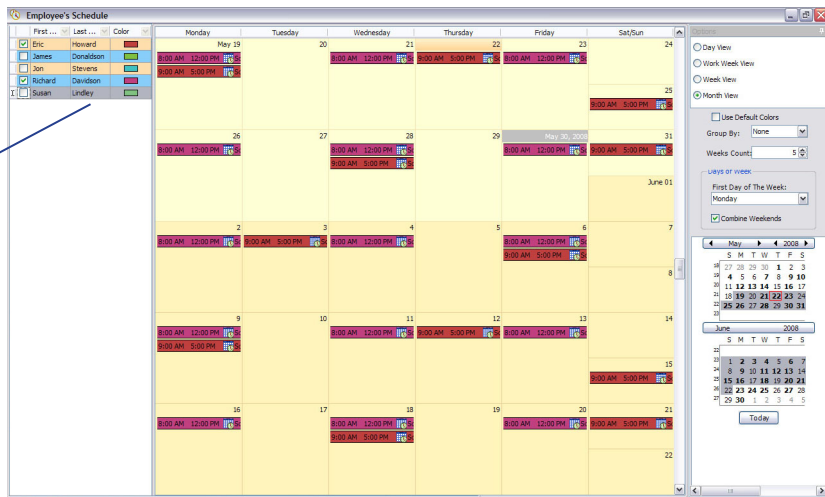 Employee's Schedule
First ... Last ... Color
Eric Howard
James Donaldson
Jon Stevens
Richard Davidson
Susan Lindley
Monday Tuesday Wednesday Thursday Friday Sat/Sun
May 19 20 21 22 23 24
8:00 AM 12:00 PM 8:00 AM 12:00 PM 9:00 AM 5:00 PM 8:00 AM 12:00 PM
9:00 AM 5:00 PM
25
9:00 AM 5:00 PM
26 27 28 29 May 30, 2008 31
8:00 AM 12:00 PM 8:00 AM 12:00 PM 8:00 AM 12:00 PM 9:00 AM 5:00 PM
9:00 AM 5:00 PM
June 01
2 3 4 5 6 7
8:00 AM 12:00 PM 9:00 AM 5:00 PM 8:00 AM 12:00 PM 8:00 AM 12:00 PM
9:00 AM 5:00 PM
8
9 10 11 12 13 14
8:00 AM 12:00 PM 8:00 AM 12:00 PM 9:00 AM 5:00 PM 8:00 AM 12:00 PM
9:00 AM 5:00 PM
15
9:00 AM 5:00 PM
16 17 18 19 20 21
8:00 AM 12:00 PM 8:00 AM 12:00 PM 8:00 AM 12:00 PM 9:00 AM 5:00 PM
9:00 AM 5:00 PM
22
Options
Day View
Work Week View
Week View
Month View
Use Default Colors
Group By: None
Weeks Count: 5
Days of Week
First Day of The Week:
Monday
Combine Weekends
May 2008
S M T W T F S
18 27 28 29 30 1 2 3
19 4 5 6 7 8 9 10
20 11 12 13 14 15 16 17
21 18 19 20 21 22 23 24
22 25 26 27 28 29 30 31
23
June 2008
S M T W T F S
22
23 1 2 3 4 5 6 7
24 8 9 10 11 12 13 14
25 15 16 17 18 19 20 21
26 22 23 24 25 26 27 28
27 29 30 1 2 3 4 5
Today